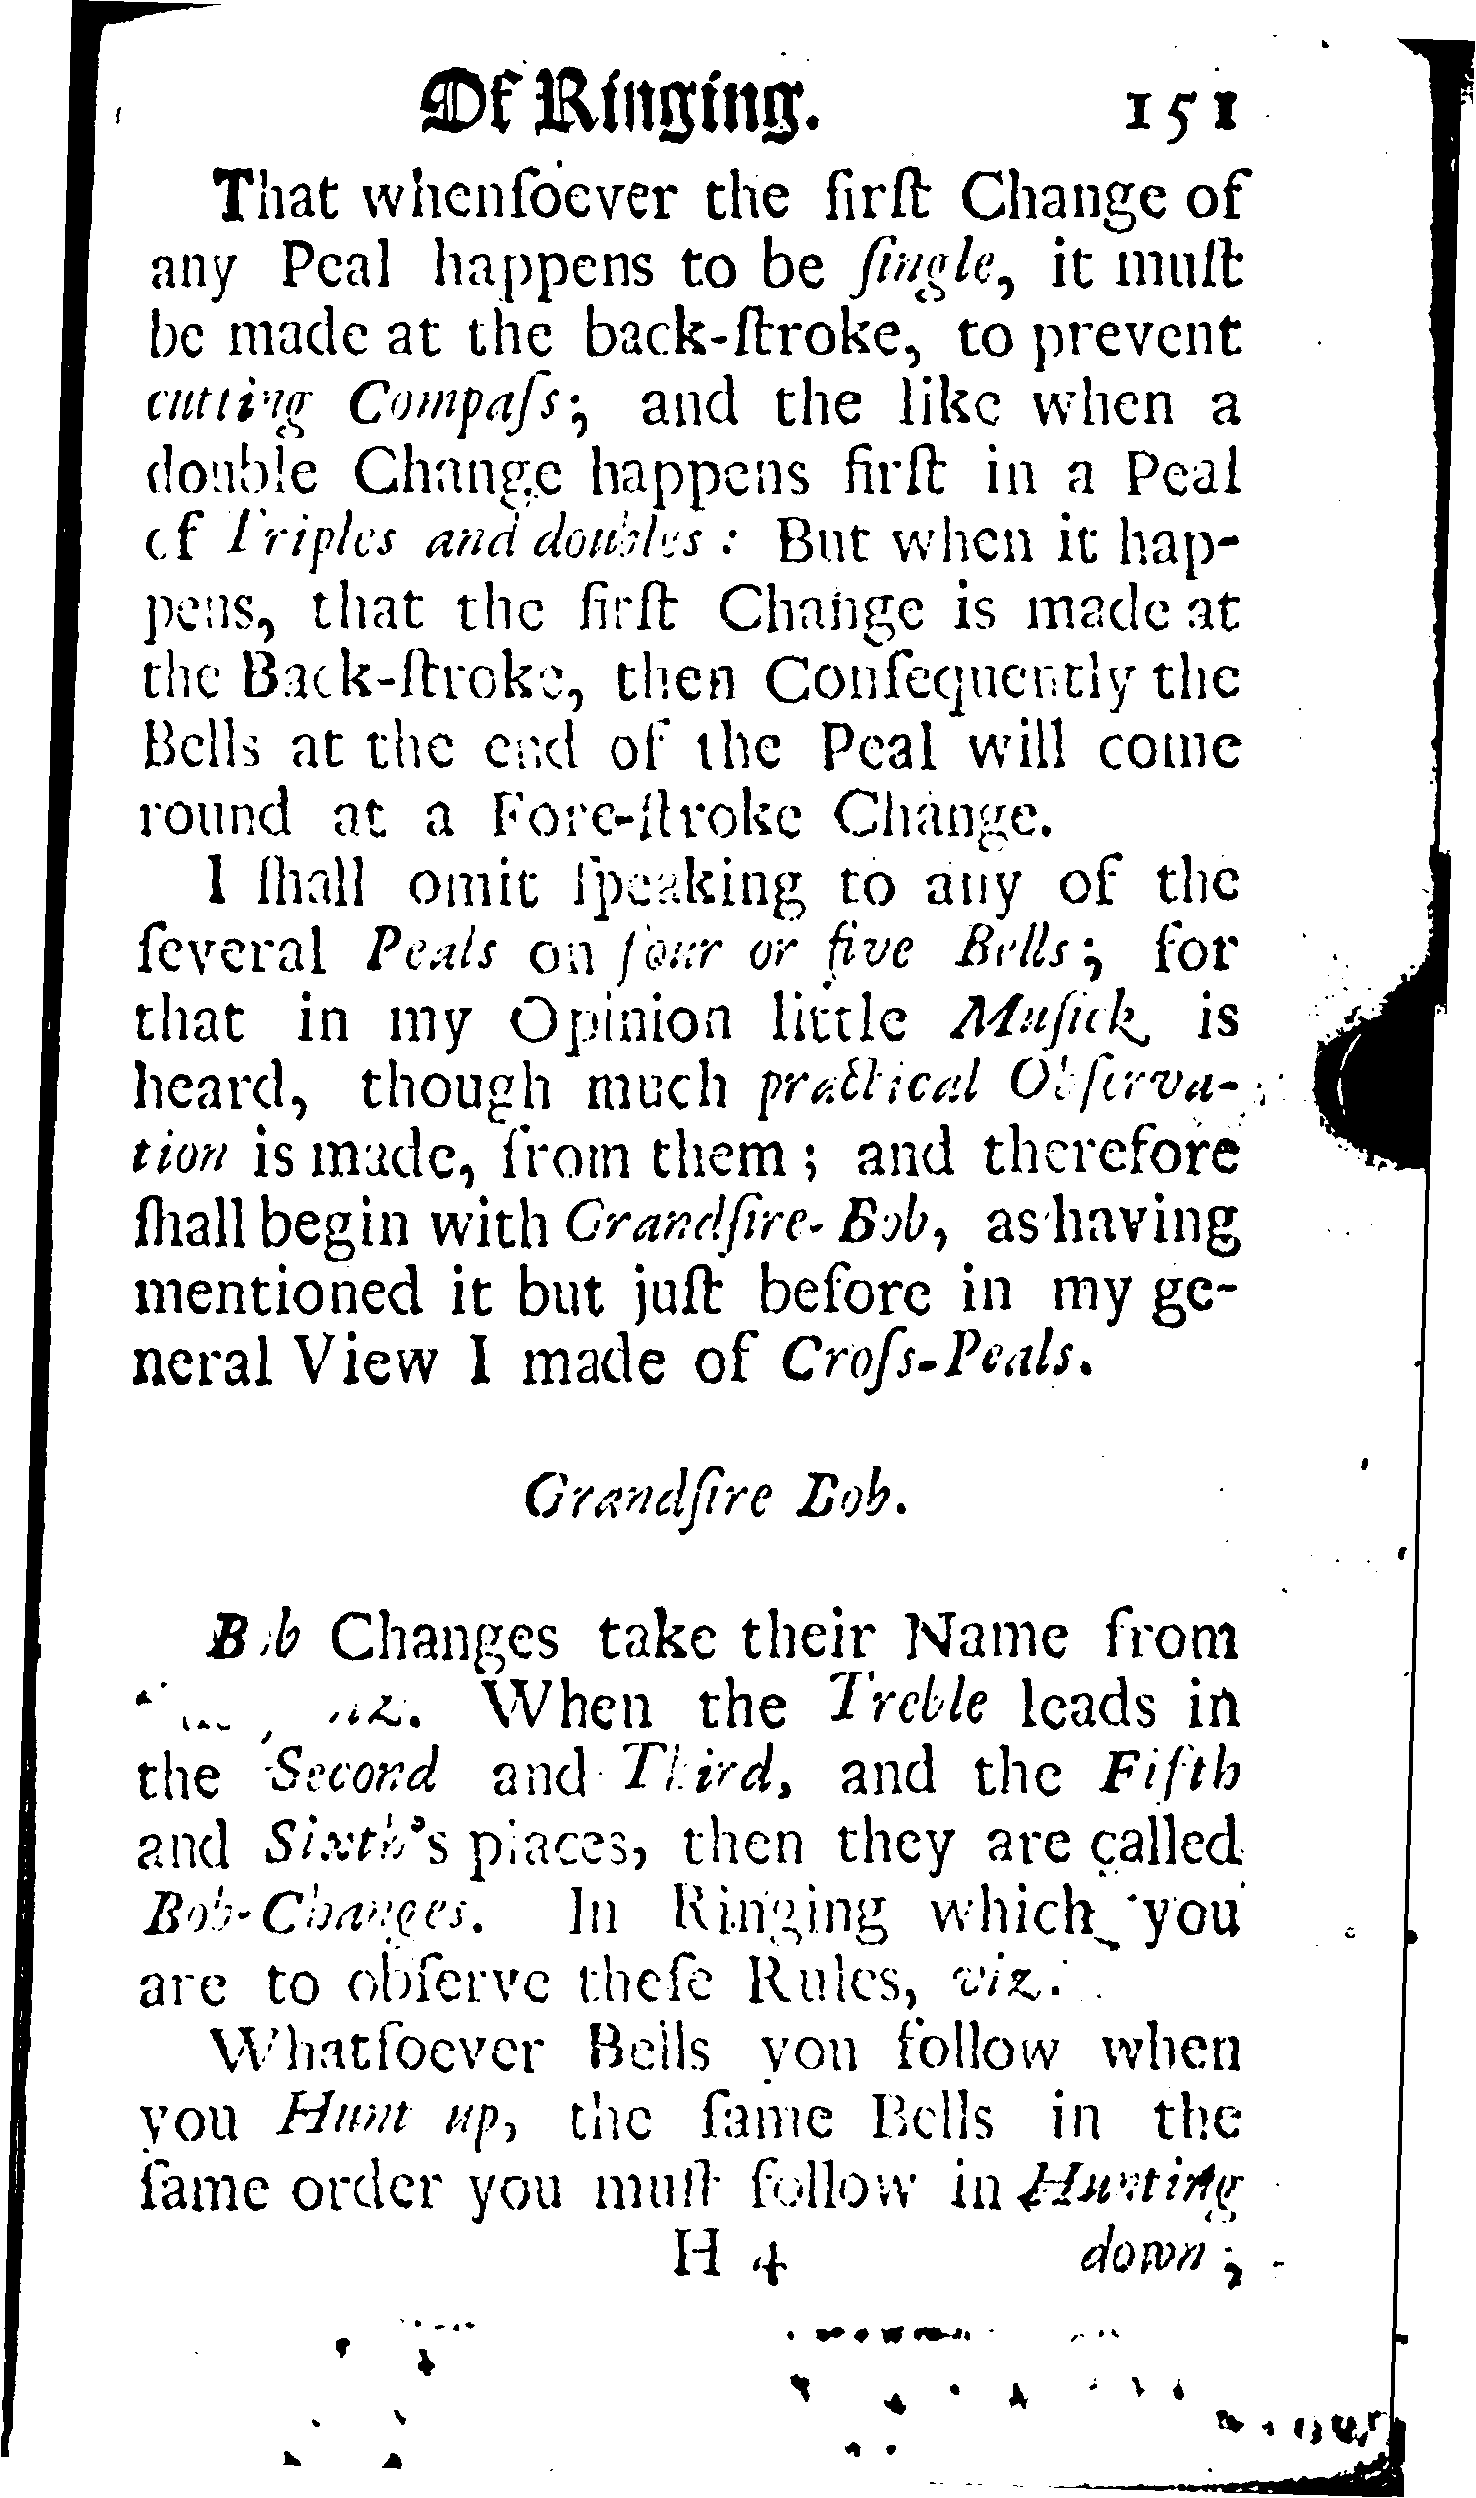 Of Ringing. 151
That whenſoever the firſt Change of
any Peal happens to be ſingle, it muſt
be made at the back-ſtroke, to prevent
cutting Compaſs; and the like when a
double Change happens firſt in a Peal
of Triples and doubles: But when it hap-
pens, that the firſt Change is made at
the Back-ſtroke, then Conſequently the
Bells at the end of the Peal will come
round at a Fore-ſtroke Change.
I ſhall omit ſpeaking to any of the
ſeveral Peals on four or five Bells; for
that in my Opinion little Muſick is
heard, though much practical Obſerva-
tion is made, from them; and therefore
ſhall begin with Grandſire-Bob, as having
mentioned it but juſt before in my ge-
neral View I made of Croſs-Peals.
Grandſire Bob.
Bob Changes take their Name from
viz. When the Treble leads in
the Second and Third, and the Fifth
and Sixth's places, then they are called
Bob-Changes. In Ringing which you
are to obſerve theſe Rules, viz.
Whatſoever Bells you follow when
you Hunt up, the ſame Bells in the
ſame order you muſt follow in Hunting
H 4 down;